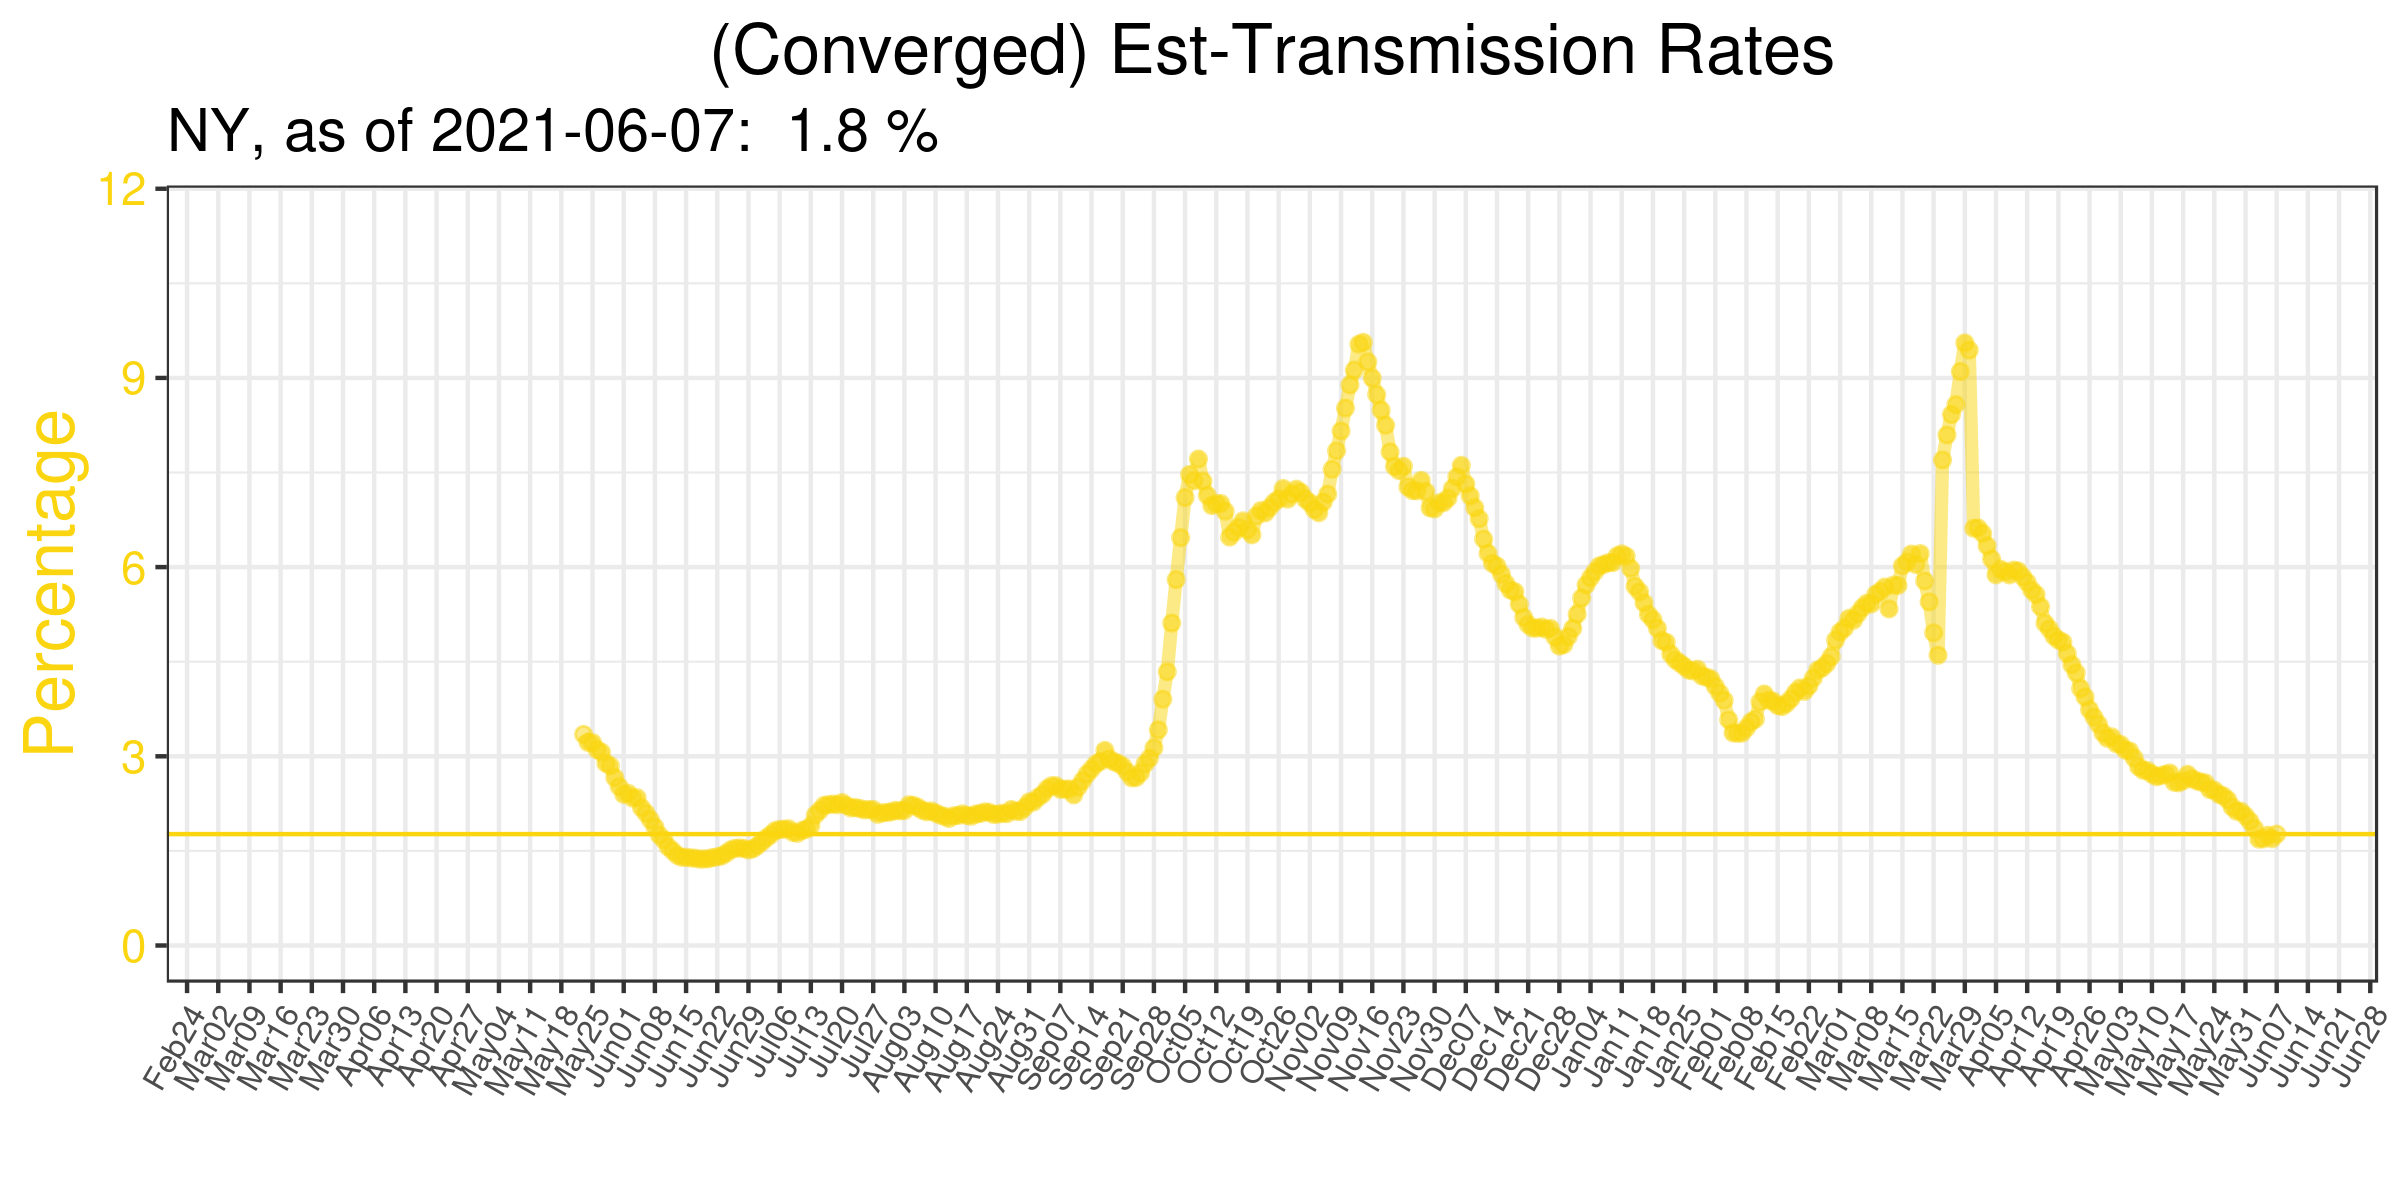 (Converged) Est-Transmission Rates
NY, as of 2021-06-07:  1.8 %
Percentage
12
9
6
3
0
Feb24
Mar02
Mar09
Mar16
Mar23
Mar30
Apr06
Apr13
Apr20
Apr27
May04
May11
May18
May25
Jun01
Jun08
Jun15
Jun22
Jun29
Jul06
Jul13
Jul20
Jul27
Aug03
Aug10
Aug17
Aug24
Aug31
Sep07
Sep14
Sep21
Sep28
Oct05
Oct12
Oct19
Oct26
Nov02
Nov09
Nov16
Nov23
Nov30
Dec07
Dec14
Dec21
Dec28
Jan04
Jan11
Jan18
Jan25
Feb01
Feb08
Feb15
Feb22
Mar01
Mar08
Mar15
Mar22
Mar29
Apr05
Apr12
Apr19
Apr26
May03
May10
May17
May24
May31
Jun07
Jun14
Jun21
Jun28